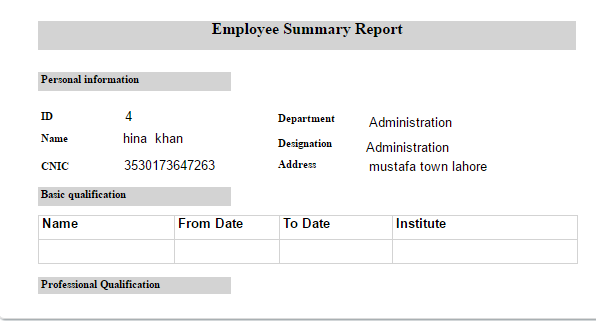 Employee Summary Report
Personal information
ID 4 Department Administration
Name hina khan Designation Administration
CNIC 3530173647263 Address mustafa town lahore
Basic qualification
Name From Date To Date Institute
Professional Qualification